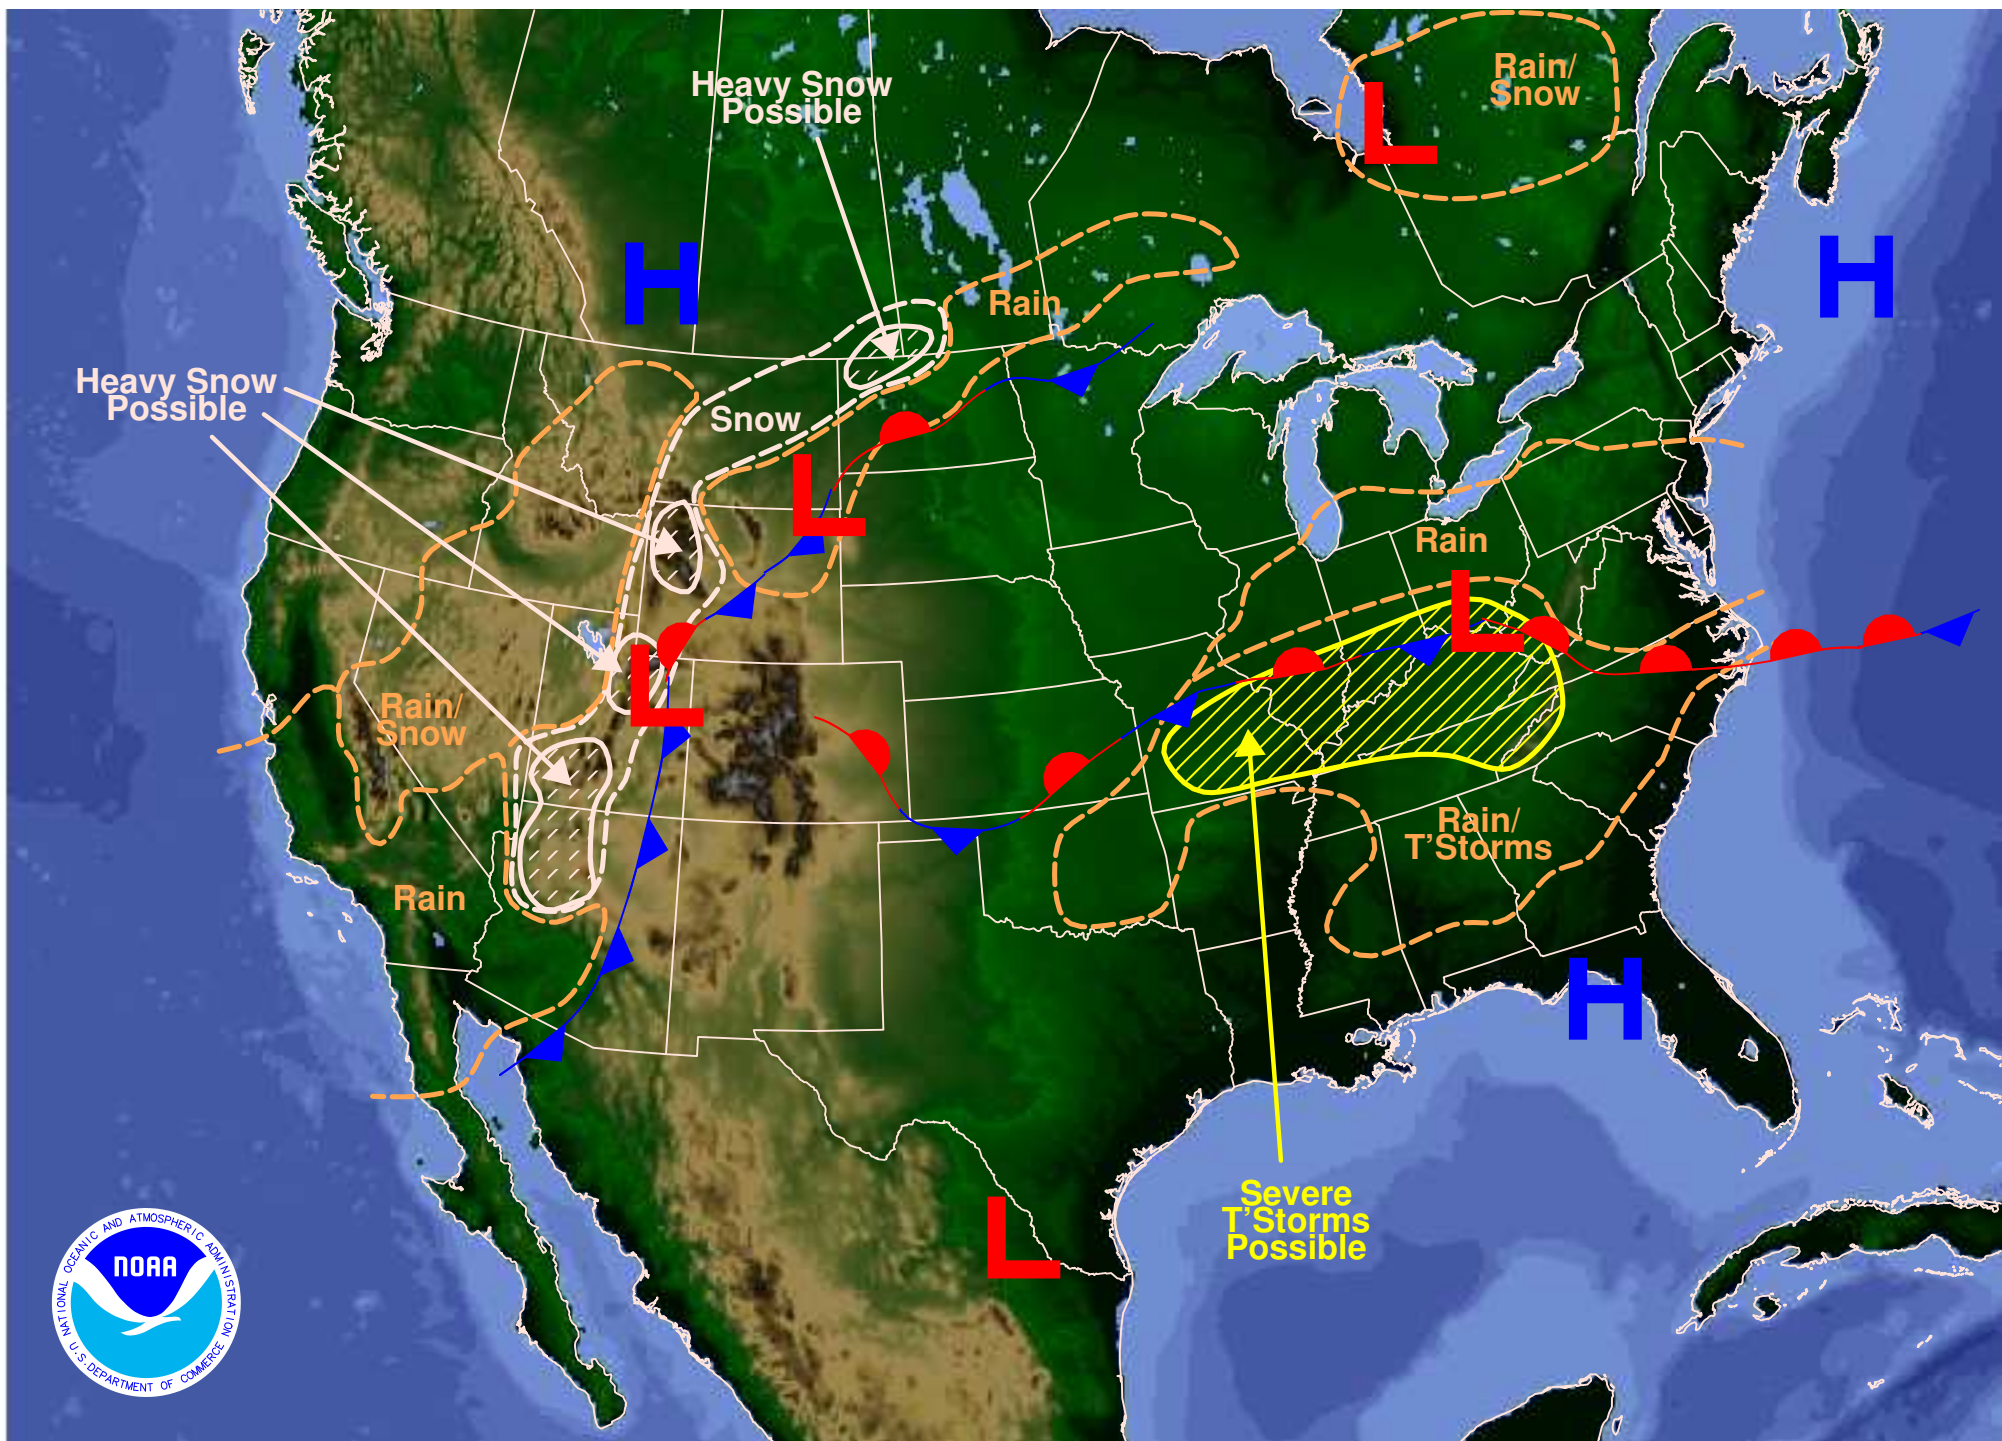 Rain/
Snow
L
Heavy Snow
Possible
H
H
Rain
Heavy Snow
Possible
Snow
L
Rain
L
L
Rain/
Snow
Rain/
T'Storms
Rain
H
Severe
T'Storms
Possible
L
NATIONAL OCEANIC AND ATMOSPHERIC ADMINISTRATION
NOAA
U.S. DEPARTMENT OF COMMERCE